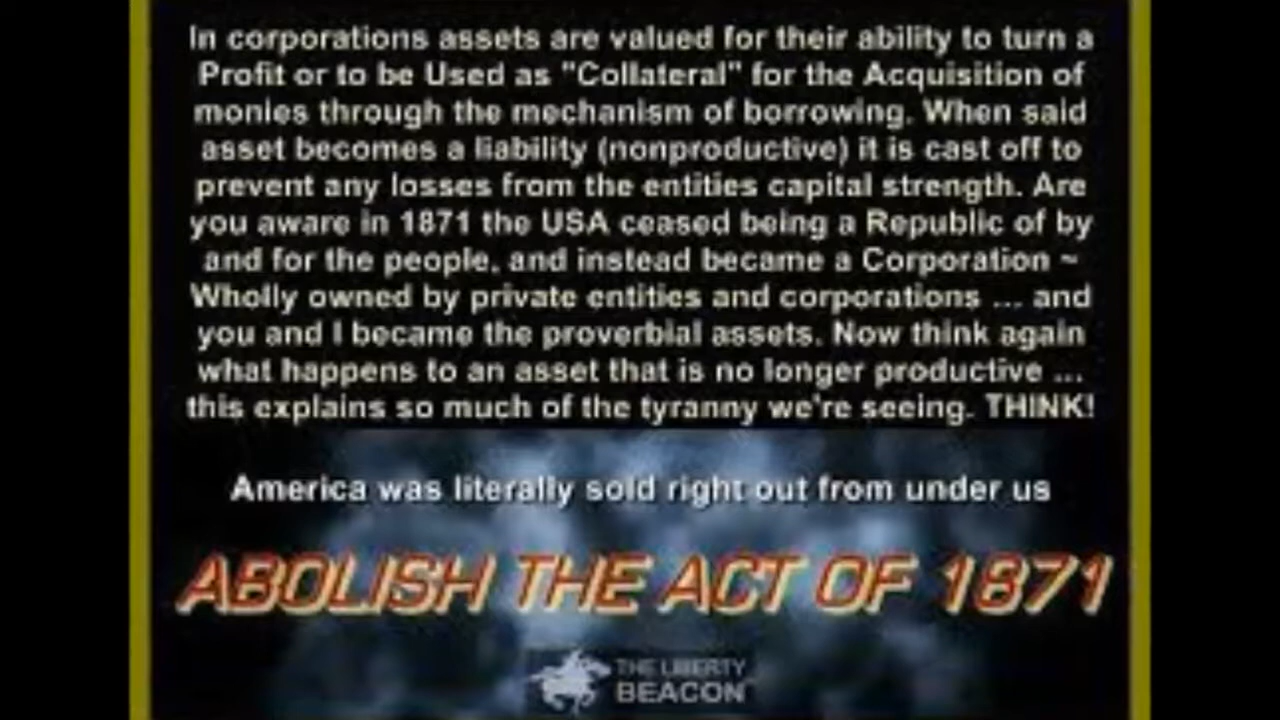 In corporations assets are valued for their ability to turn a
Profit or to be Used as "Collateral" for the Acquisition of
monies through the mechanism of borrowing. When said
asset becomes a liability (nonproductive) it is cast off to
prevent any losses from the entities capital strength. Are
you aware in 1871 the USA ceased being a Republic of by
and for the people, and instead became a Corporation ~
Wholly owned by private entities and corporations ... and
you and I became the proverbial assets. Now think again
what happens to an asset that is no longer productive ...
this explains so much of the tyranny we're seeing. THINK!
America was literally sold right out from under us
ABOLISH THE ACT OF 1871
THE LIBERTY
BEACON